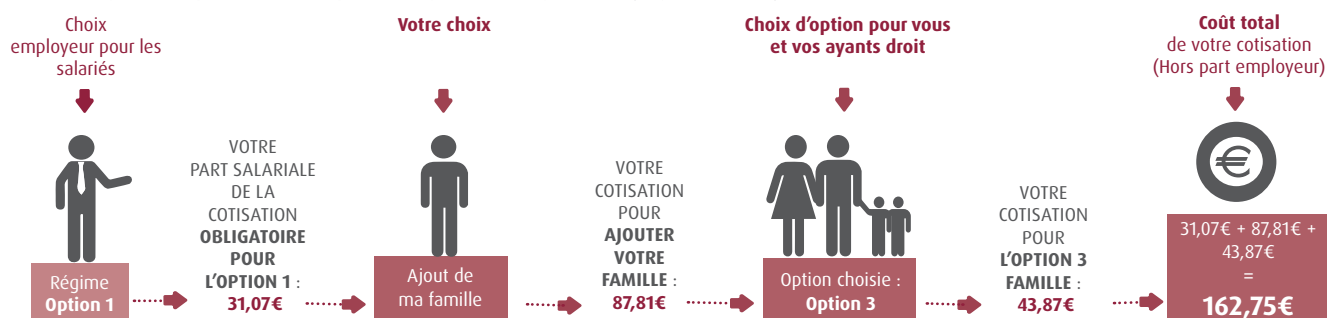 Choix
employeur pour les
salariés
Régime
Option 1
VOTRE
PART SALARIALE
DE LA
COTISATION
OBLIGATOIRE
POUR
L'OPTION 1 :
31,07€
Votre choix
Ajout de
ma famille
VOTRE
COTISATION
POUR
AJOUTER
VOTRE
FAMILLE :
87,81€
Choix d'option pour vous
et vos ayants droit
Option choisie :
Option 3
VOTRE
COTISATION
POUR
L'OPTION 3
FAMILLE :
43,87€
Coût total
de votre cotisation
(Hors part employeur)
€
31,07€ + 87,81€ +
43,87€
=
162,75€